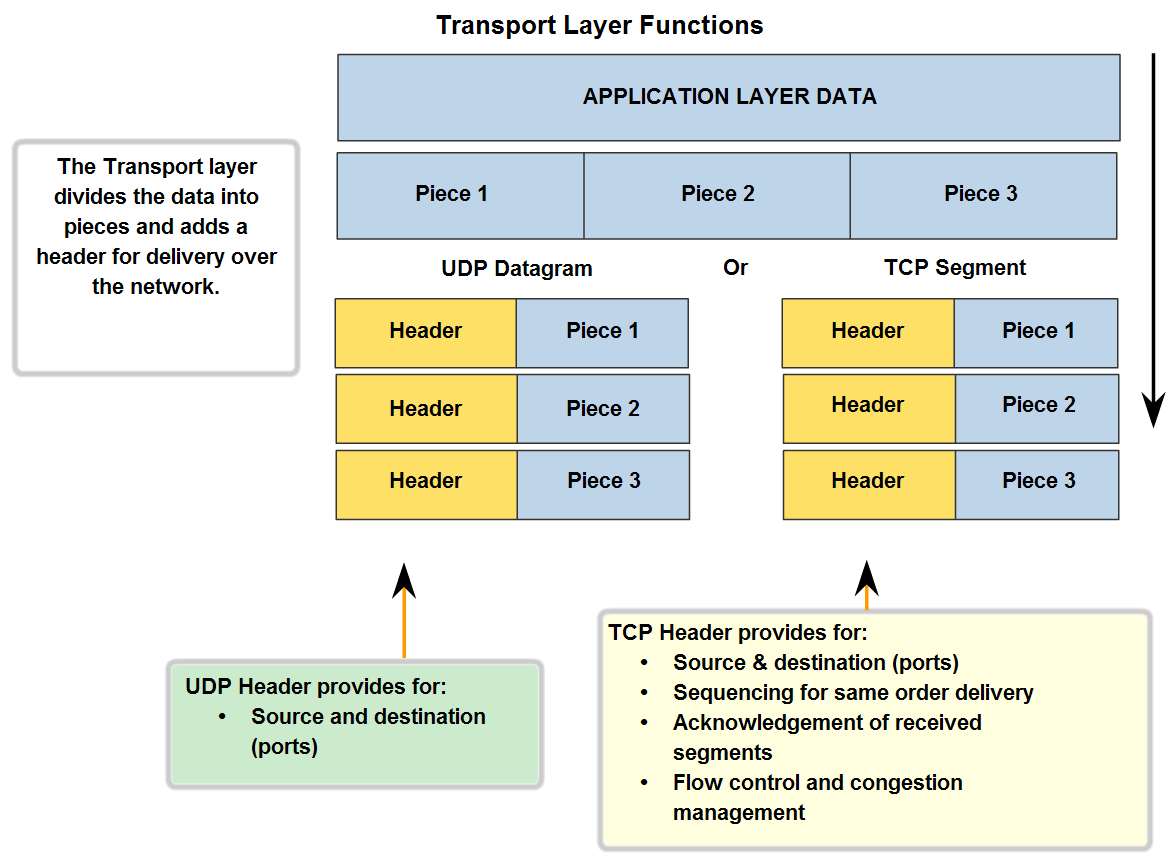 Transport Layer Functions
APPLICATION LAYER DATA
The Transport layer
divides the data into
pieces and adds a
header for delivery over
the network.
Piece 1
Piece 2
Piece 3
UDP Datagram
Or
TCP Segment
Header
Piece 1
Header
Piece 2
Header
Piece 3
Header
Piece 1
Header
Piece 2
Header
Piece 3
UDP Header provides for:
• Source and destination
(ports)
TCP Header provides for:
• Source & destination (ports)
• Sequencing for same order delivery
• Acknowledgement of received
segments
• Flow control and congestion
management